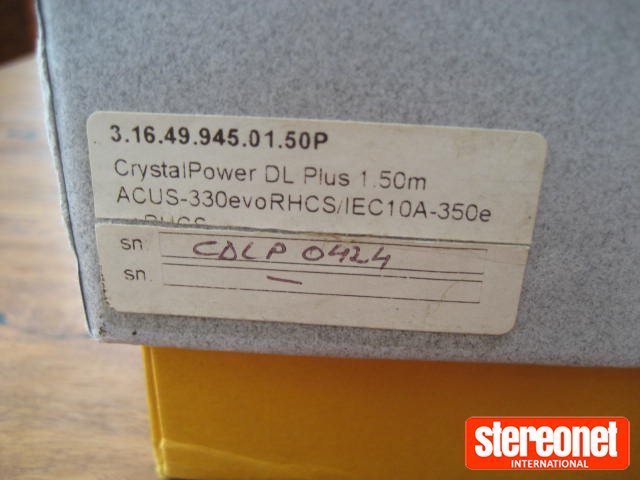 3.16.49.945.01.50P
CrystalPower DL Plus 1.50m
ACUS-330evoRHCS/IEC10A-350e
RHCS
sn. CDLP 0424
sn. —
stereonet
INTERNATIONAL